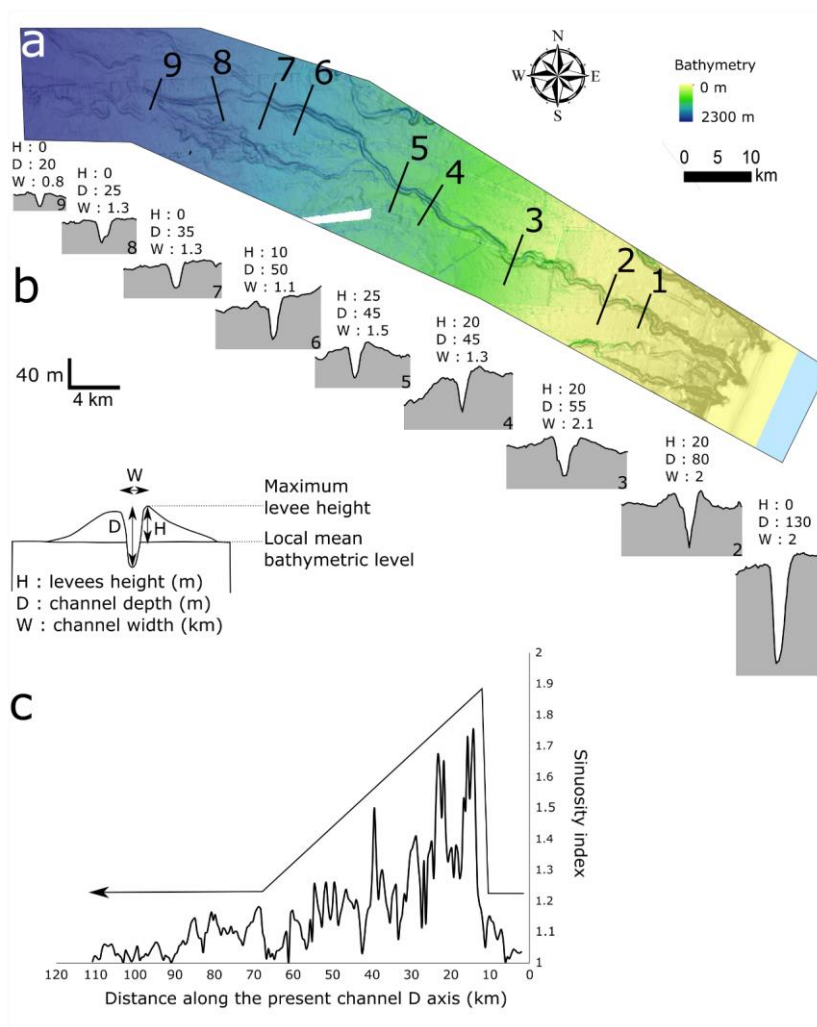 a
N
W E
S
Bathymetry
0 m
2300 m
0 5 10
km
9 8 7 6 5 4 3 2 1
b
H : 0
D : 20
W : 0.8
9
H : 0
D : 25
W : 1.3
8
H : 0
D : 35
W : 1.3
7
H : 10
D : 50
W : 1.1
6
H : 25
D : 45
W : 1.5
5
H : 20
D : 45
W : 1.3
4
H : 20
D : 55
W : 2.1
3
H : 20
D : 80
W : 2
2
H : 0
D : 130
W : 2
40 m
4 km
W
D
H
Maximum
levee height
Local mean
bathymetric level
H : levees height (m)
D : channel depth (m)
W : channel width (km)
c
2
1.9
1.8
1.7
1.6
1.5
1.4
1.3
1.2
1.1
1
Sinuosity index
120 110 100 90 80 70 60 50 40 30 20 10 0
Distance along the present channel D axis (km)